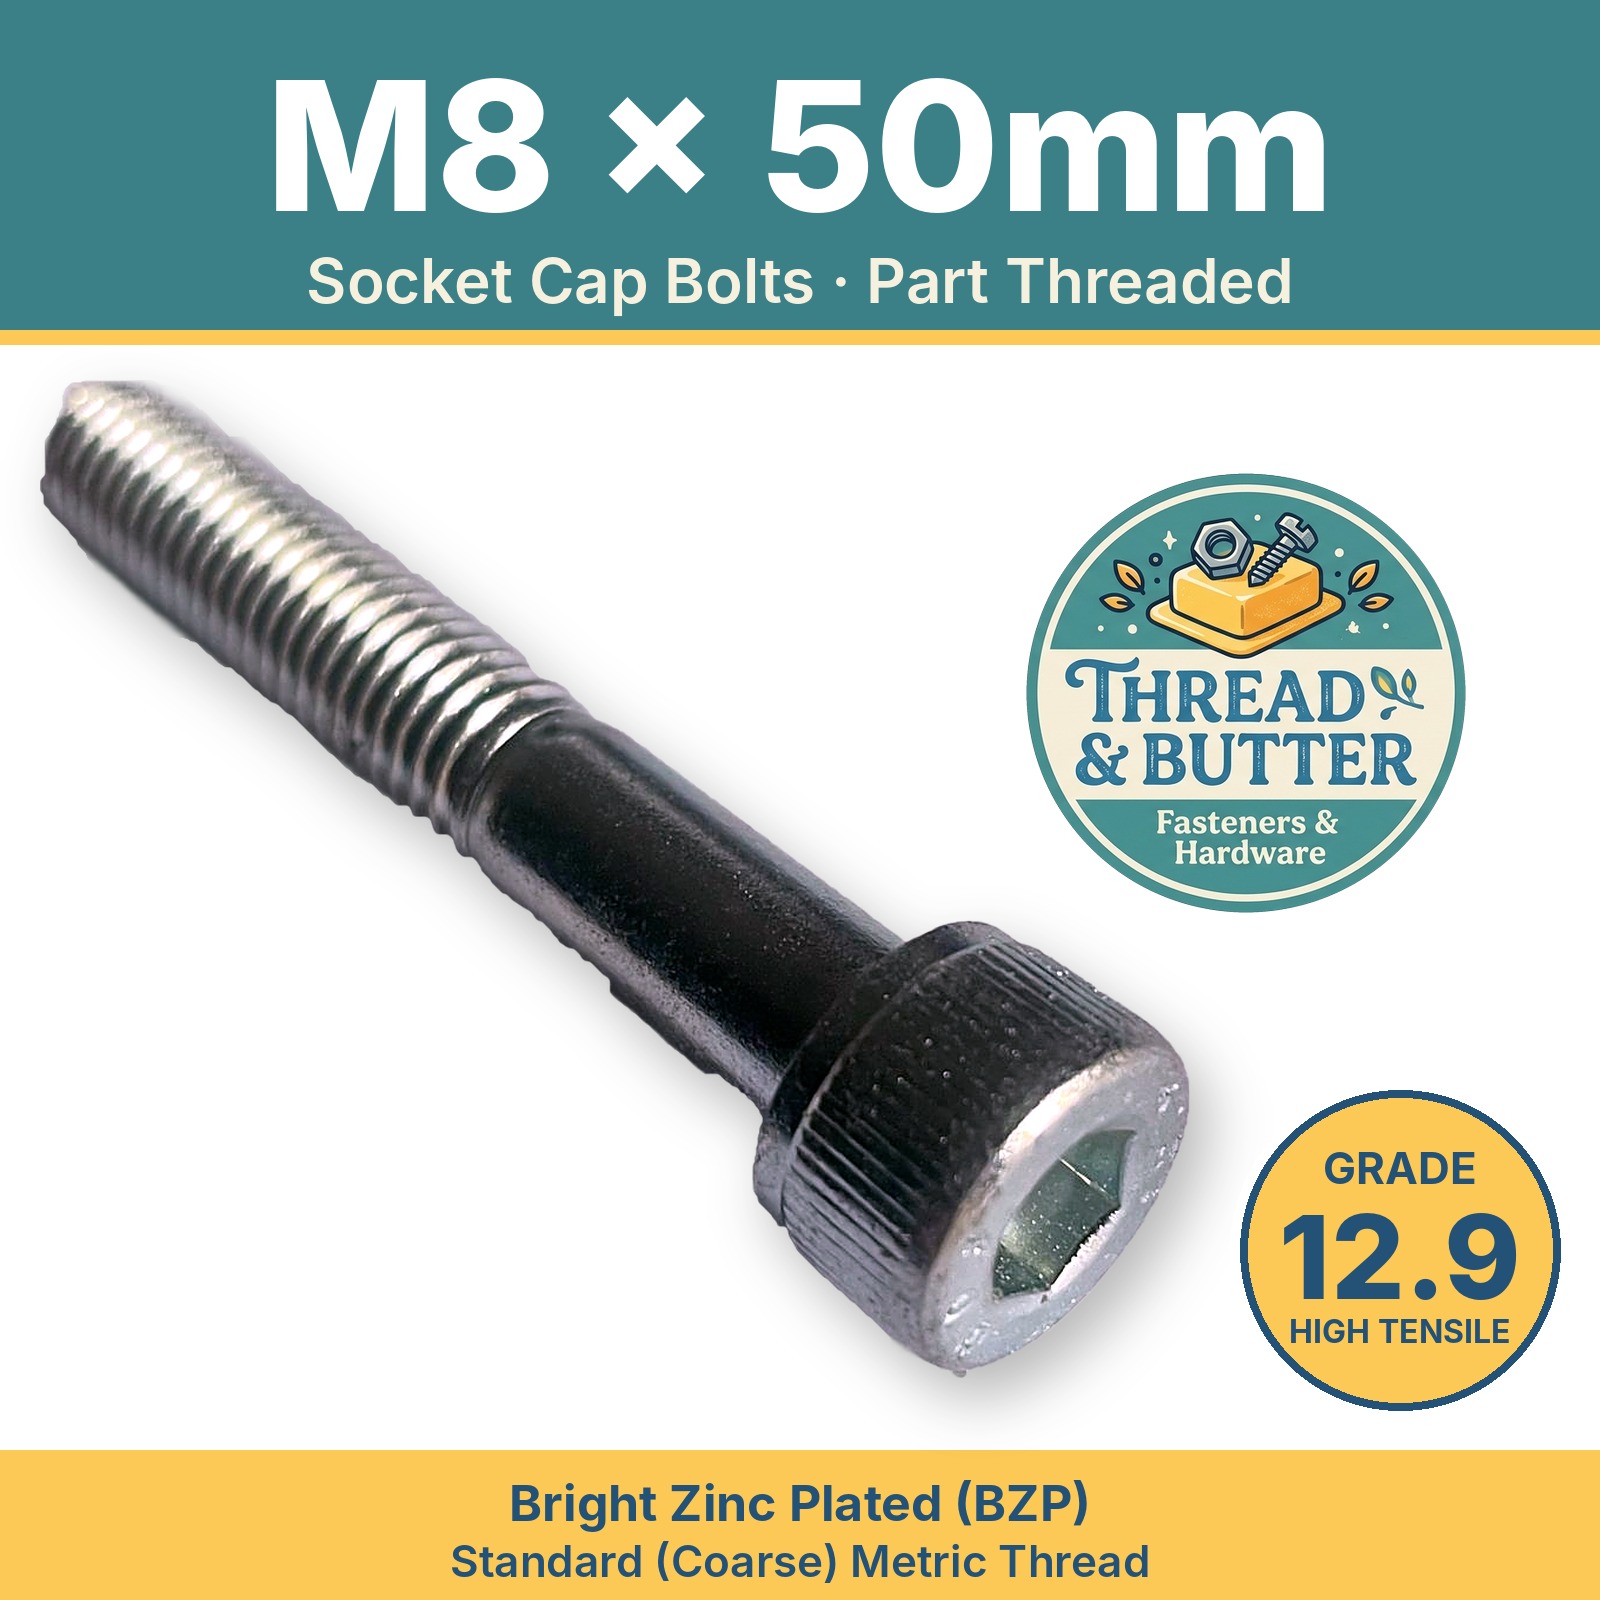 M8 × 50mm
Socket Cap Bolts · Part Threaded
THREAD
& BUTTER
Fasteners &
Hardware
GRADE
12.9
HIGH TENSILE
Bright Zinc Plated (BZP)
Standard (Coarse) Metric Thread